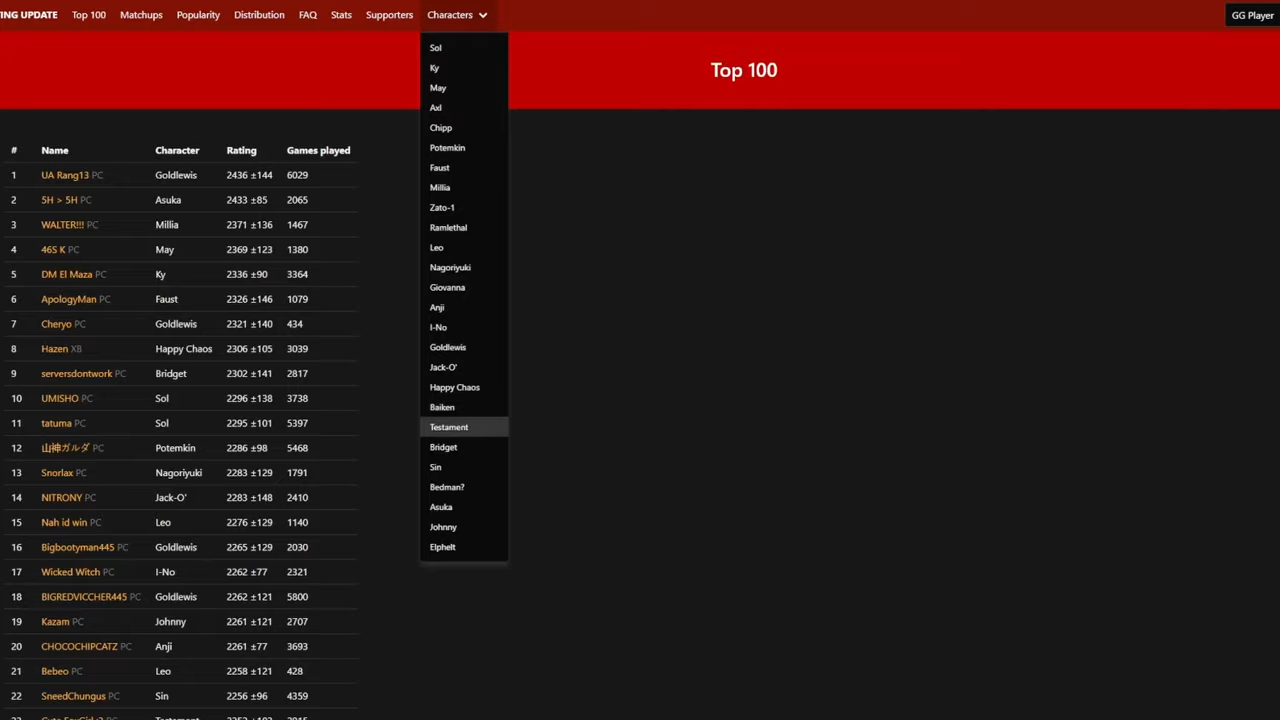 ING UPDATE Top 100 Matchups Popularity Distribution FAQ Stats Supporters Characters GG Player
Top 100
Sol
Ky
May
Axl
Chipp
Potemkin
Faust
Millia
Zato-1
Ramlethal
Leo
Nagoriyuki
Giovanna
Anji
I-No
Goldlewis
Jack-O'
Happy Chaos
Baiken
Testament
Bridget
Sin
Bedman?
Asuka
Johnny
Elphelt
# Name Character Rating Games played
1 UA Rang13 PC Goldlewis 2436 ±144 6029
2 5H > 5H PC Asuka 2433 ±85 2065
3 WALTER!!! PC Millia 2371 ±136 1467
4 46S K PC May 2369 ±123 1380
5 DM El Maza PC Ky 2336 ±90 3364
6 ApologyMan PC Faust 2326 ±146 1079
7 Cheryo PC Goldlewis 2321 ±140 434
8 Hazen XB Happy Chaos 2306 ±105 3039
9 serversdontwork PC Bridget 2302 ±141 2817
10 UMISHO PC Sol 2296 ±138 3738
11 tatuma PC Sol 2295 ±101 5397
12 山神ガルダ PC Potemkin 2286 ±98 5468
13 Snorlax PC Nagoriyuki 2283 ±129 1791
14 NITRONY PC Jack-O' 2283 ±148 2410
15 Nah id win PC Leo 2276 ±129 1140
16 Bigbootyman445 PC Goldlewis 2265 ±129 2030
17 Wicked Witch PC I-No 2262 ±77 2321
18 BIGREDVICCHER445 PC Goldlewis 2262 ±121 5800
19 Kazam PC Johnny 2261 ±121 2707
20 CHOCOCHIPCATZ PC Anji 2261 ±77 3693
21 Bebeo PC Leo 2258 ±121 428
22 SneedChungus PC Sin 2256 ±96 4359